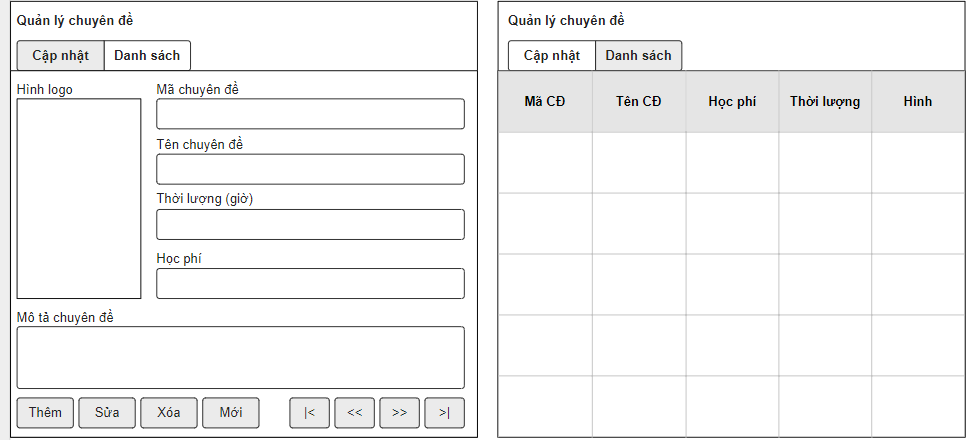 Quản lý chuyên đề
Cập nhật Danh sách
Hình logo
Mã chuyên đề
Tên chuyên đề
Thời lượng (giờ)
Học phí
Mô tả chuyên đề
Thêm Sửa Xóa Mới |< << >> >|
Quản lý chuyên đề
Cập nhật Danh sách
Mã CĐ Tên CĐ Học phí Thời lượng Hình